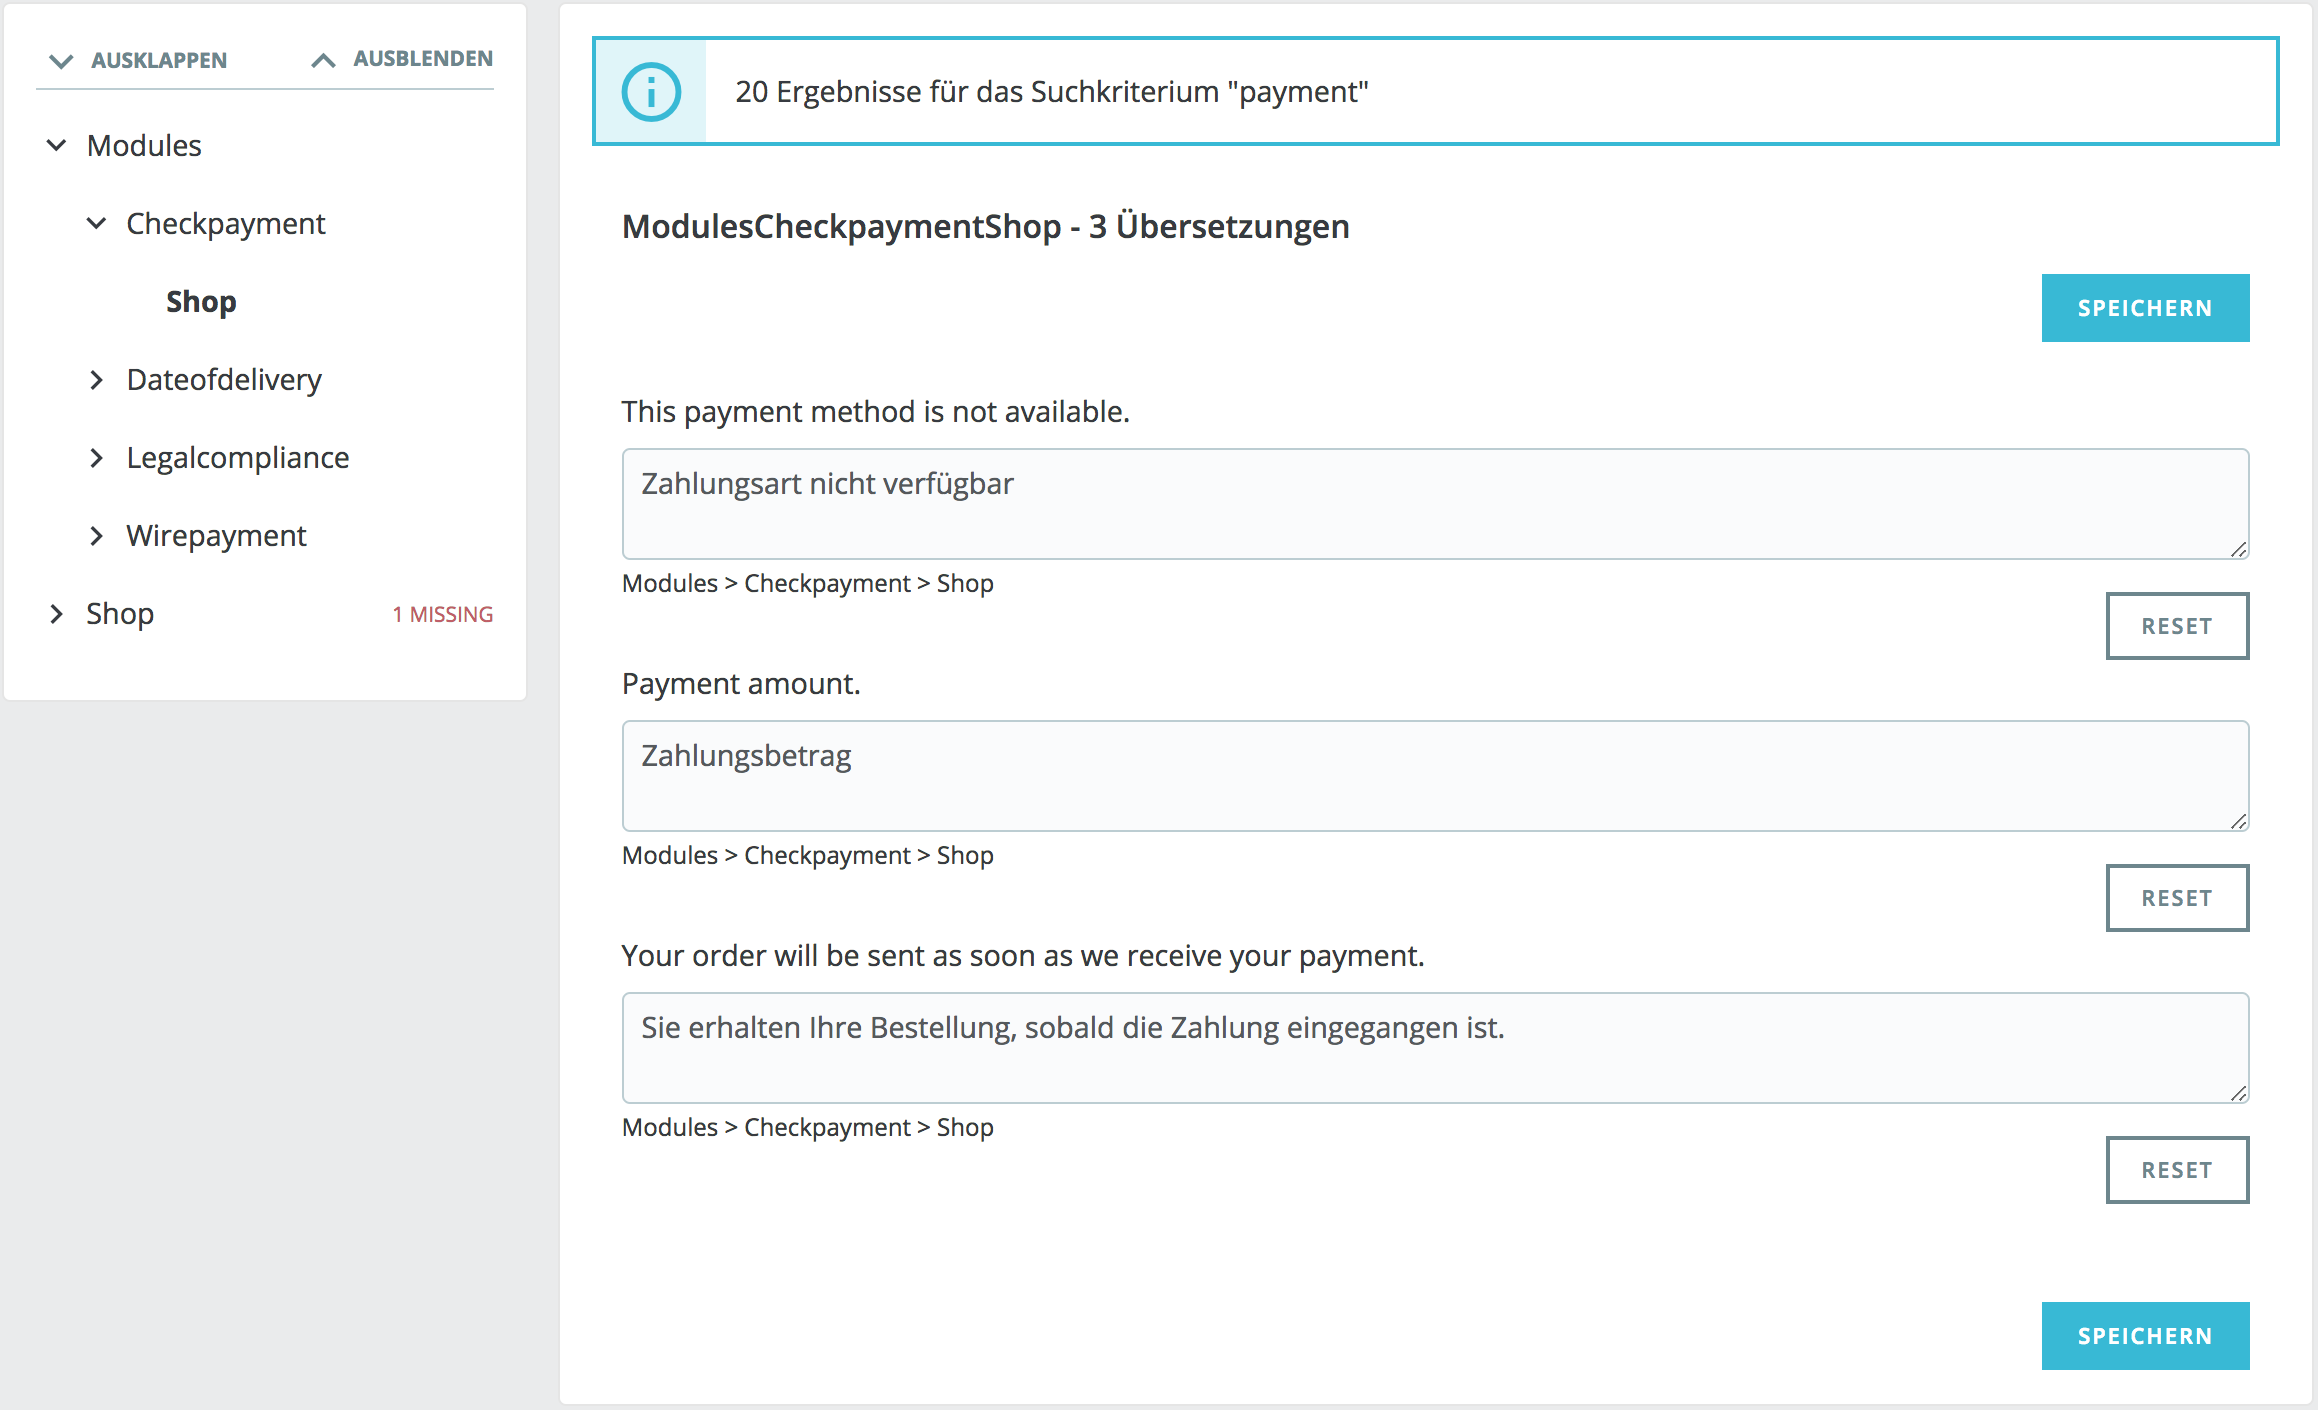 AUSKLAPPEN AUSBLENDEN
Modules
Checkpayment
Shop
Dateofdelivery
Legalcompliance
Wirepayment
Shop 1 MISSING
20 Ergebnisse für das Suchkriterium "payment"
ModulesCheckpaymentShop - 3 Übersetzungen
SPEICHERN
This payment method is not available.
Zahlungsart nicht verfügbar
Modules > Checkpayment > Shop
RESET
Payment amount.
Zahlungsbetrag
Modules > Checkpayment > Shop
RESET
Your order will be sent as soon as we receive your payment.
Sie erhalten Ihre Bestellung, sobald die Zahlung eingegangen ist.
Modules > Checkpayment > Shop
RESET
SPEICHERN